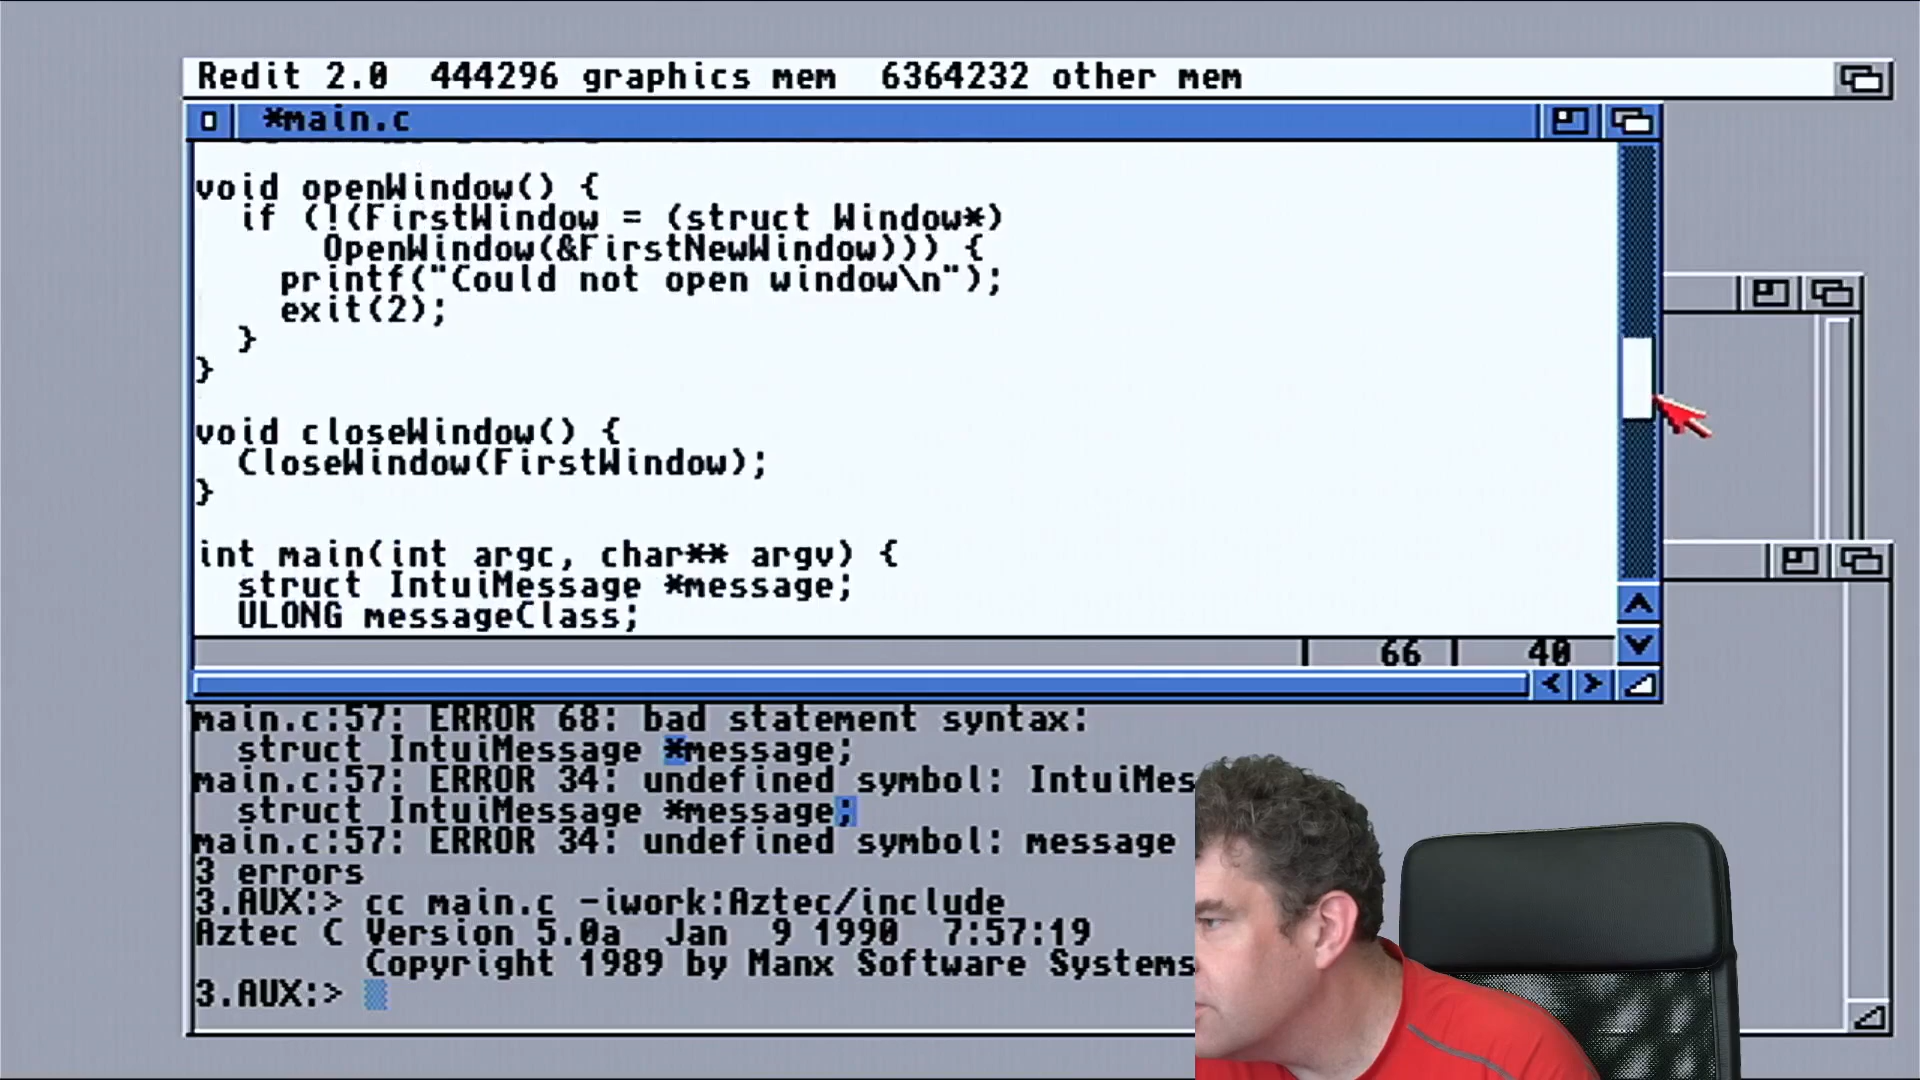 Redit 2.0 444296 graphics mem 6364232 other mem
*main.c
void openWindow() {
if (!(FirstWindow = (struct Window*)
OpenWindow(&FirstNewWindow))) {
printf("Could not open window\n");
exit(2);
}
}
void closeWindow() {
CloseWindow(FirstWindow);
}
int main(int argc, char** argv) {
struct IntuiMessage *message;
ULONG messageClass;
66 40
main.c:57: ERROR 68: bad statement syntax:
struct IntuiMessage *message;
main.c:57: ERROR 34: undefined symbol: IntuiMes
struct IntuiMessage *message;
main.c:57: ERROR 34: undefined symbol: message
3 errors
3.AUX:> cc main.c -iwork:Aztec/include
Aztec C Version 5.0a Jan 9 1990 7:57:19
Copyright 1989 by Manx Software Systems
3.AUX:>